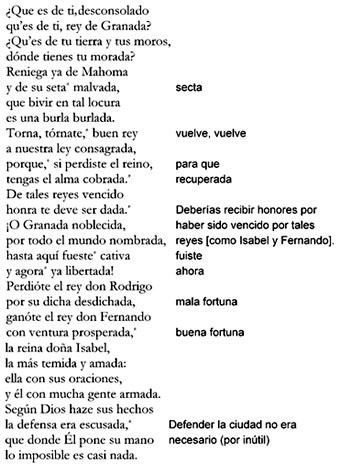 ¿Que es de ti,desconsolado
qu'es de ti, rey de Granada?
¿Qu'es de tu tierra y tus moros,
dónde tienes tu morada?
Reniega ya de Mahoma
y de su seta* malvada, secta
que bivir en tal locura
es una burla burlada.
Torna, tórnate,* buen rey vuelve, vuelve
a nuestra ley consagrada,
porque,* si perdiste el reino, para que
tengas el alma cobrada.* recuperada
De tales reyes vencido
honra te deve ser dada.* Deberías recibir honores por
¡O Granada noblecida, haber sido vencido por tales
por todo el mundo nombrada, reyes [como Isabel y Fernando].
hasta aquí fueste* cativa fuiste
y agora* ya libertada! ahora
Perdióte el rey don Rodrigo
por su dicha desdichada, mala fortuna
ganóte el rey don Fernando
con ventura prosperada,* buena fortuna
la reina doña Isabel,
la más temida y amada:
ella con sus oraciones,
y él con mucha gente armada.
Según Dios haze sus hechos
la defensa era escusada,* Defender la ciudad no era
que donde Él pone su mano necesario (por inútil)
lo imposible es casi nada.